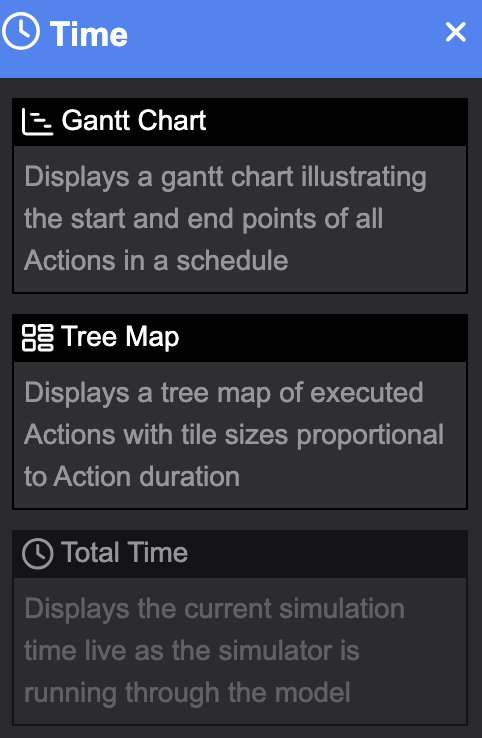 Time
Gantt Chart
Displays a gantt chart illustrating
the start and end points of all
Actions in a schedule
Tree Map
Displays a tree map of executed
Actions with tile sizes proportional
to Action duration
Total Time
Displays the current simulation
time live as the simulator is
running through the model